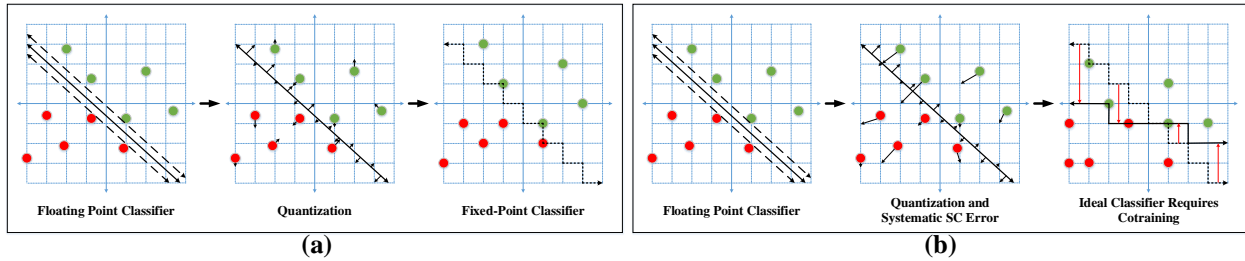 Floating Point Classifier
Quantization
Fixed-Point Classifier
(a)
Floating Point Classifier
Quantization and
Systematic SC Error
Ideal Classifier Requires
Cotraining
(b)